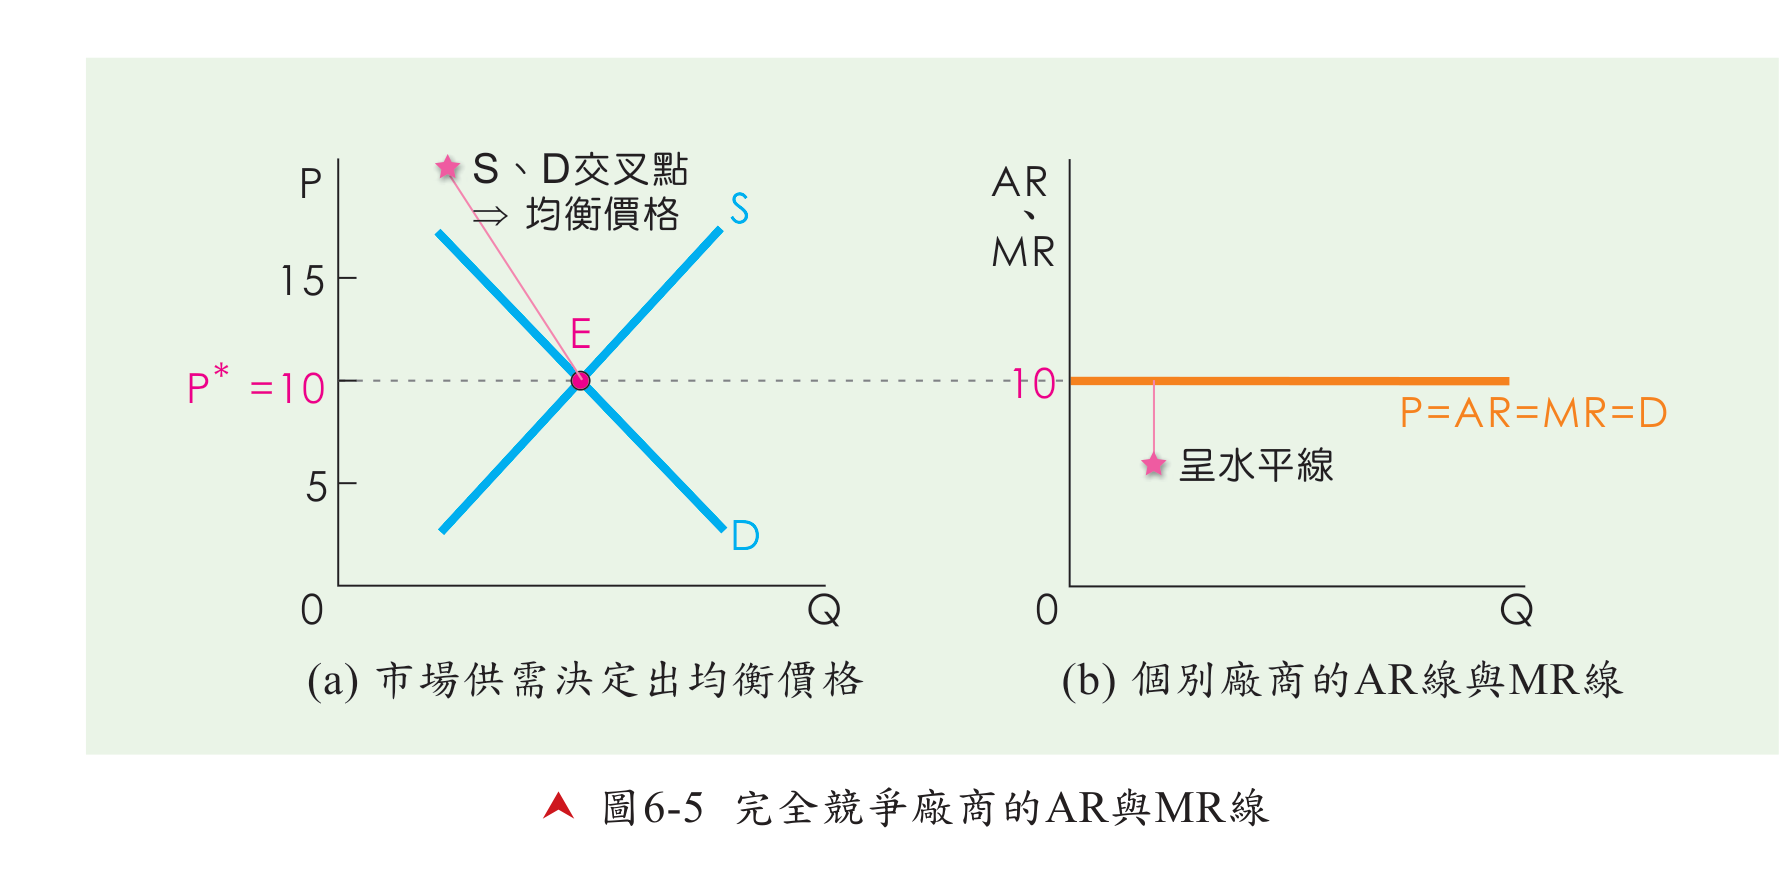 P
★ S、D交叉點
⇒ 均衡價格
S
15
E
P* =10
5
D
0
Q
(a) 市場供需決定出均衡價格
AR
、
MR
10
P=AR=MR=D
★ 呈水平線
0
Q
(b) 個別廠商的AR線與MR線
圖6-5 完全競爭廠商的AR與MR線